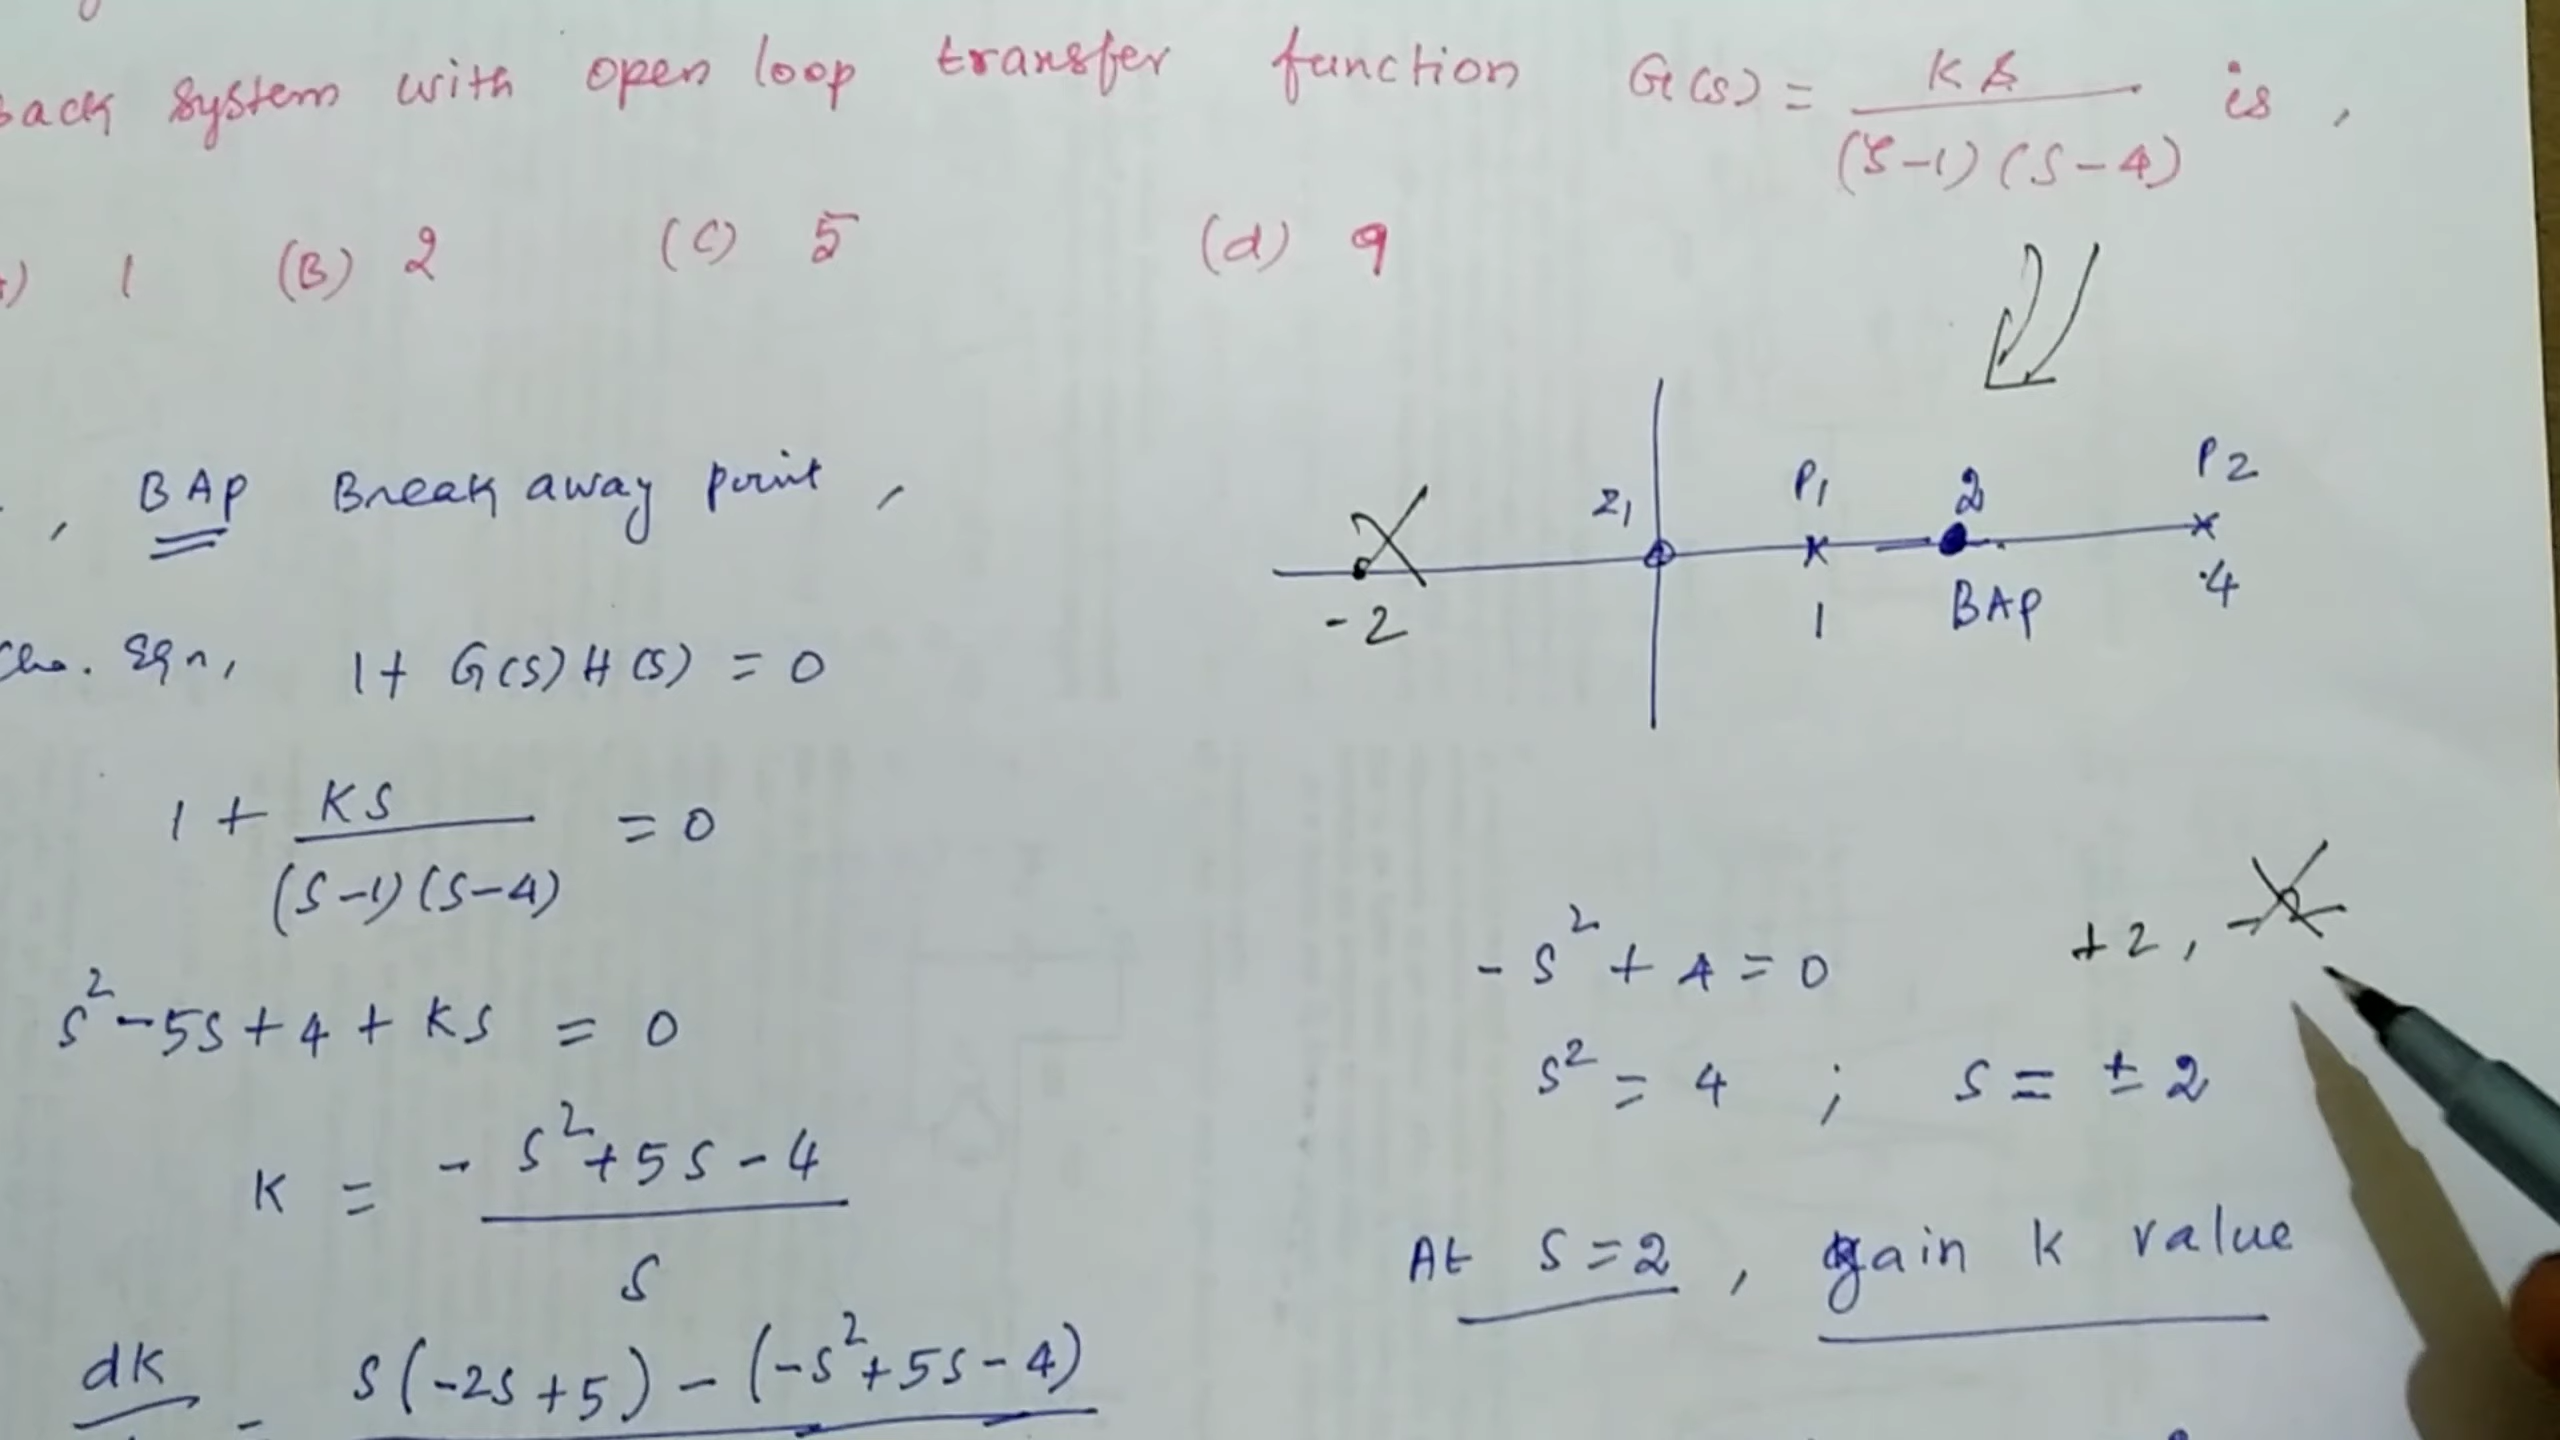 back system with open loop transfer function G(s) = KS / (S-1)(S-4) is,
) 1 (B) 2 (C) 5 (d) 9
, BAP Break away point,
Z1 P1 2 P2
-2 1 BAP 4
Cha. Eqn, 1 + G(S)H(S) = 0
1 + KS / (S-1)(S-4) = 0
-S² + 4 = 0 +2, -2
S² - 5S + 4 + KS = 0
S² = 4 ; S = ± 2
K = - S² + 5S - 4 / S
At S = 2, gain k value
dK = S(-2S + 5) - (-S² + 5S - 4)